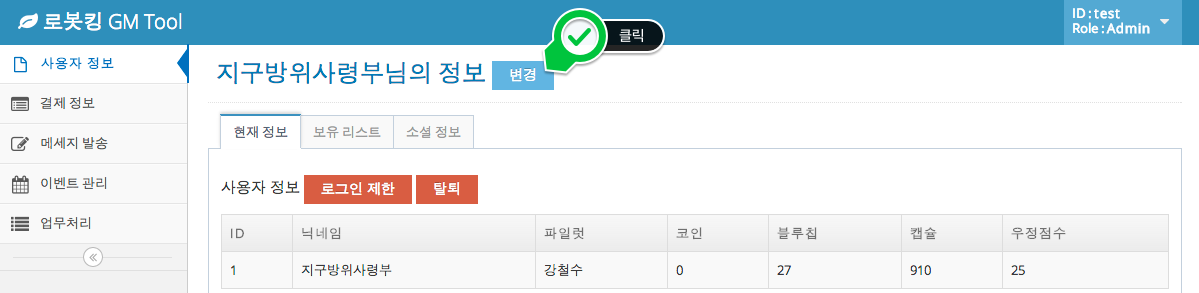 로봇킹 GM Tool
ID : test
Role : Admin
클릭
사용자 정보
결제 정보
메세지 발송
이벤트 관리
업무처리
지구방위사령부님의 정보 변경
현재 정보 보유 리스트 소셜 정보
사용자 정보 로그인 제한 탈퇴
ID 닉네임 파일럿 코인 블루칩 캡슐 우정점수
1 지구방위사령부 강철수 0 27 910 25